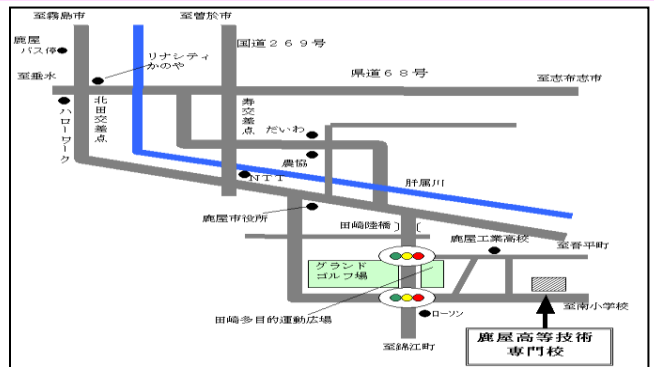 至霧島市
至曽於市
鹿屋
バス停
リナシティ
かのや
国道269号
県道68号
至垂水
至志布志市
北田交差点
寿交差点
ハローワーク
だいわ
農協
NTT
肝属川
鹿屋市役所
田崎陸橋
鹿屋工業高校
至吾平町
グランド
ゴルフ場
田崎多目的運動広場
ローソン
至南小学校
至錦江町
鹿屋高等技術
専門校